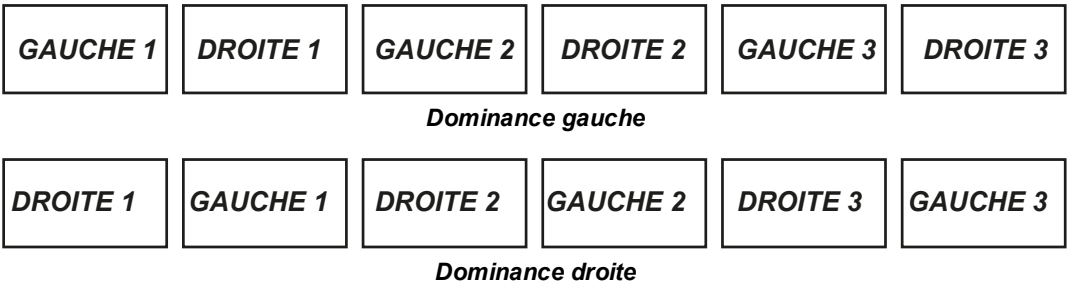 GAUCHE 1 DROITE 1 GAUCHE 2 DROITE 2 GAUCHE 3 DROITE 3
Dominance gauche
DROITE 1 GAUCHE 1 DROITE 2 GAUCHE 2 DROITE 3 GAUCHE 3
Dominance droite